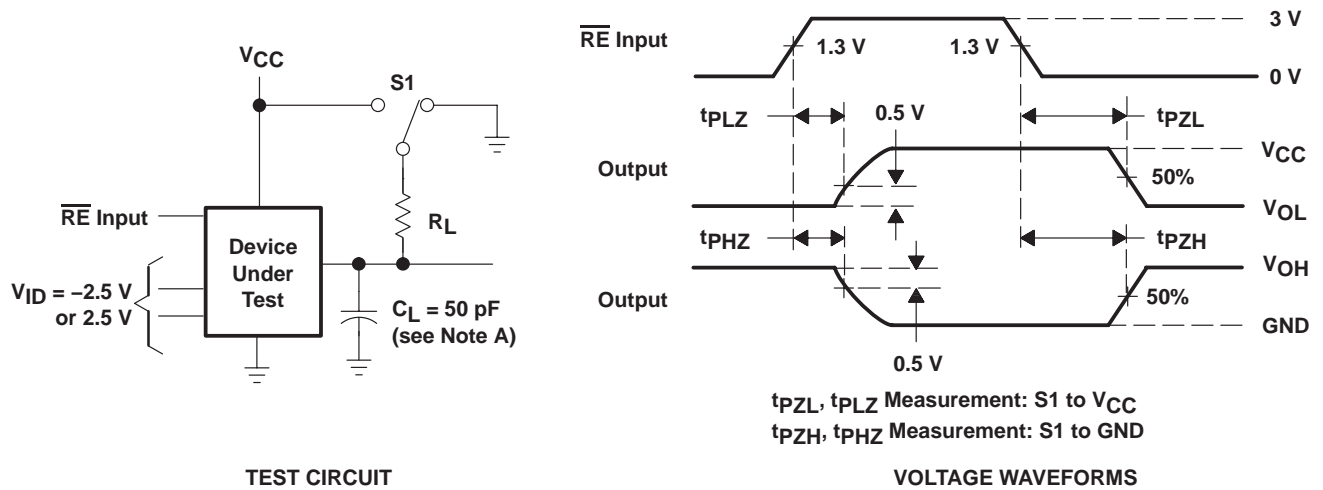 VCC
S1
RE Input
RL
Device
Under
Test
VID = –2.5 V
or 2.5 V
CL = 50 pF
(see Note A)
TEST CIRCUIT
RE Input
3 V
1.3 V
1.3 V
0 V
tPLZ
0.5 V
tPZL
Output
VCC
50%
VOL
tPHZ
tPZH
VOH
Output
50%
GND
0.5 V
tPZL, tPLZ Measurement: S1 to VCC
tPZH, tPHZ Measurement: S1 to GND
VOLTAGE WAVEFORMS